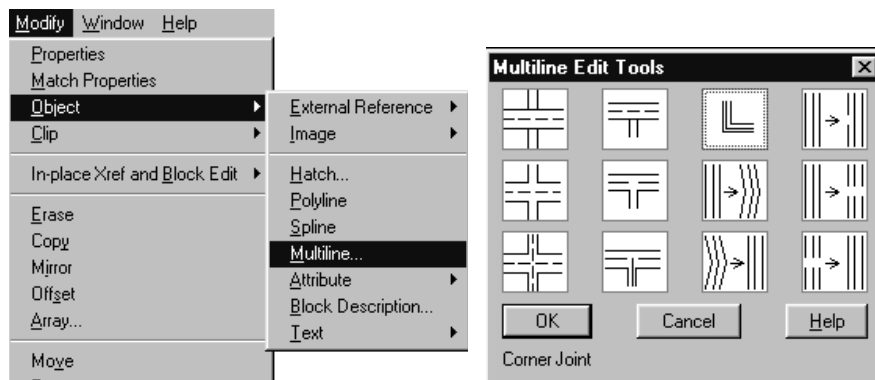 Modify Window Help
Properties
Match Properties
Object
Clip
In-place Xref and Block Edit
Erase
Copy
Mirror
Offset
Array...
Move
External Reference
Image
Hatch...
Polyline
Spline
Multiline...
Attribute
Block Description...
Text
Multiline Edit Tools
OK Cancel Help
Corner Joint